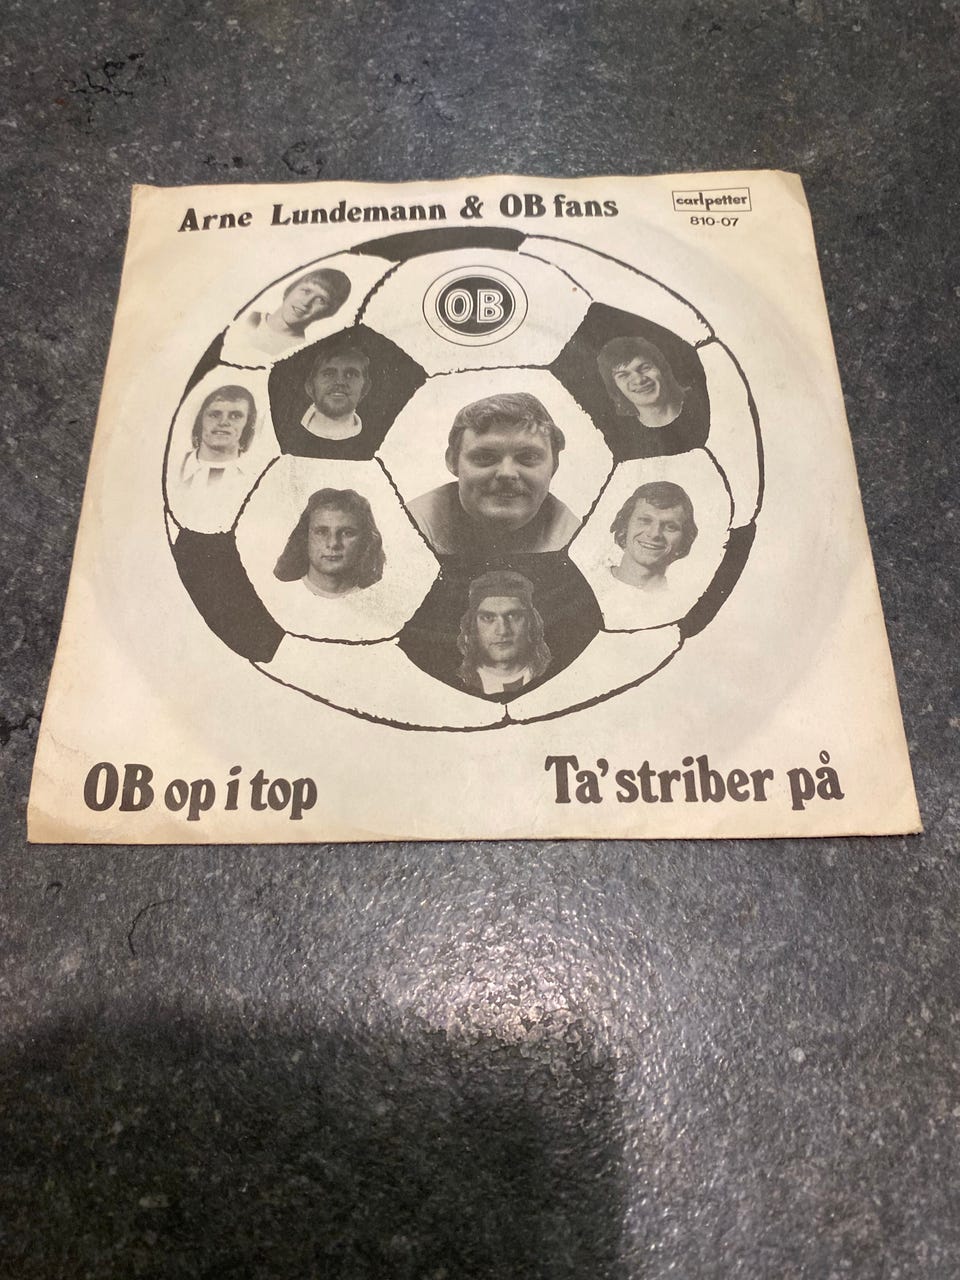 Arne Lundemann & OB fans
carlpetter
810-07
OB
OB op i top
Ta' striber på